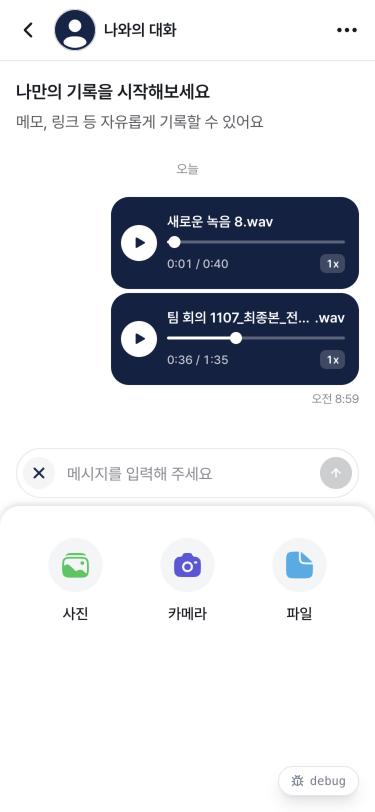 나와의 대화
나만의 기록을 시작해보세요
메모, 링크 등 자유롭게 기록할 수 있어요
오늘
새로운 녹음 8.wav
0:01 / 0:40
1x
팀 회의 1107_최종본_전... .wav
0:36 / 1:35
1x
오전 8:59
메시지를 입력해 주세요
사진
카메라
파일
debug